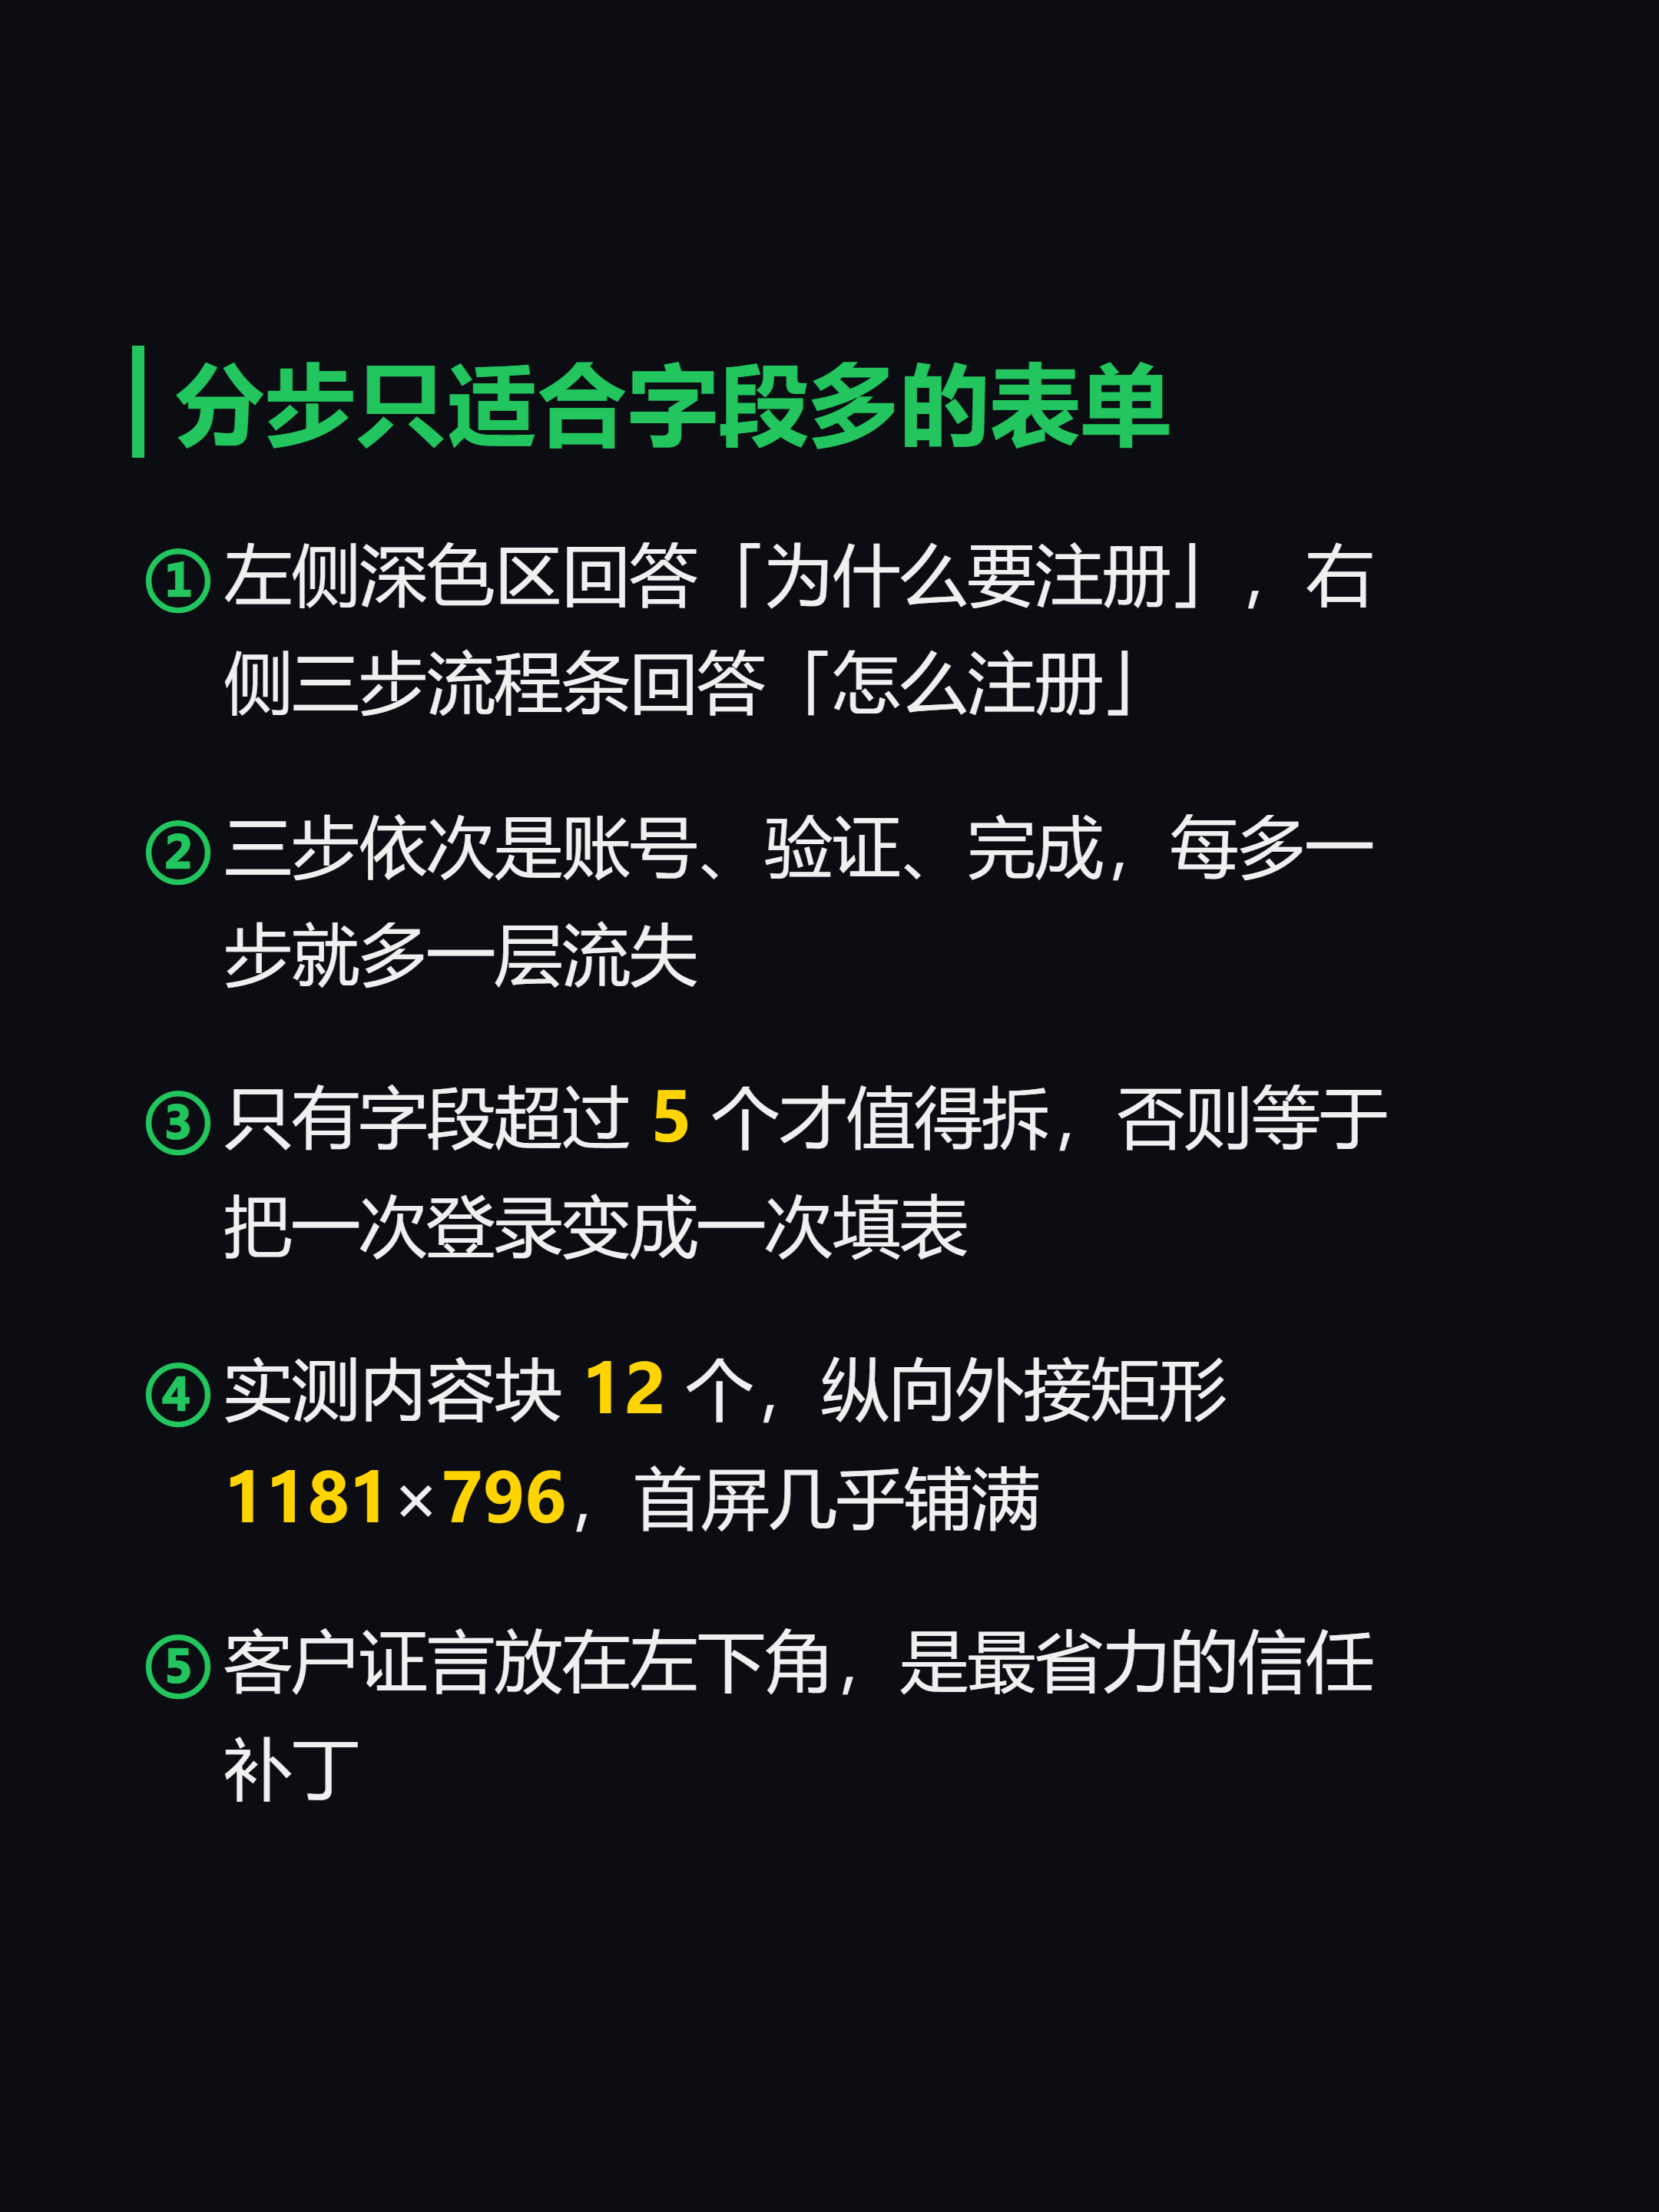 分步只适合字段多的表单
①左侧深色区回答「为什么要注册」，右
侧三步流程条回答「怎么注册」
②三步依次是账号、验证、完成，每多一
步就多一层流失
③只有字段超过 5 个才值得拆，否则等于
把一次登录变成一次填表
④实测内容块 12 个，纵向外接矩形
1181×796，首屏几乎铺满
⑤客户证言放在左下角，是最省力的信任
补丁